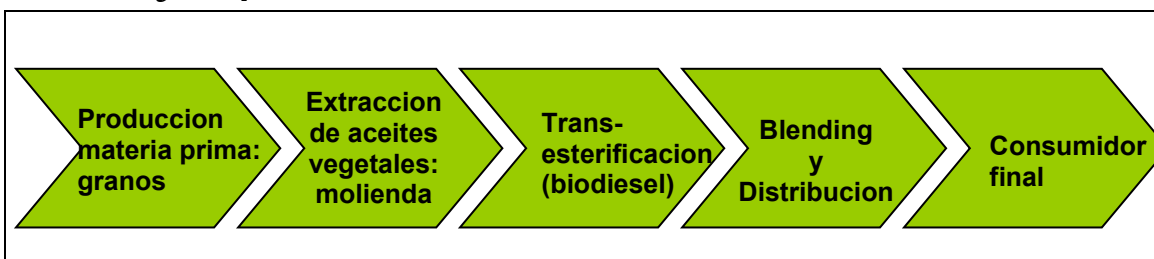 Produccion
materia prima:
granos
Extraccion
de aceites
vegetales:
molienda
Trans-
esterificacion
(biodiesel)
Blending
y
Distribucion
Consumidor
final